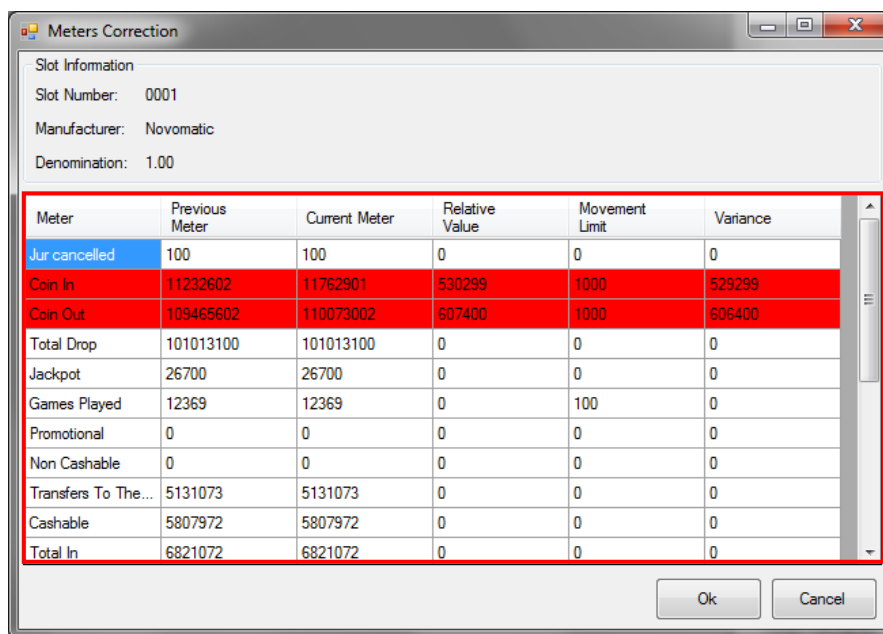 Meters Correction
Slot Information
Slot Number: 0001
Manufacturer: Novomatic
Denomination: 1.00
Meter Previous Meter Current Meter Relative Value Movement Limit Variance
Jur cancelled 100 100 0 0 0
Coin In 11232602 11762901 530299 1000 529299
Coin Out 109465602 110073002 607400 1000 606400
Total Drop 101013100 101013100 0 0 0
Jackpot 26700 26700 0 0 0
Games Played 12369 12369 0 100 0
Promotional 0 0 0 0 0
Non Cashable 0 0 0 0 0
Transfers To The... 5131073 5131073 0 0 0
Cashable 5807972 5807972 0 0 0
Total In 6821072 6821072 0 0 0
Ok Cancel